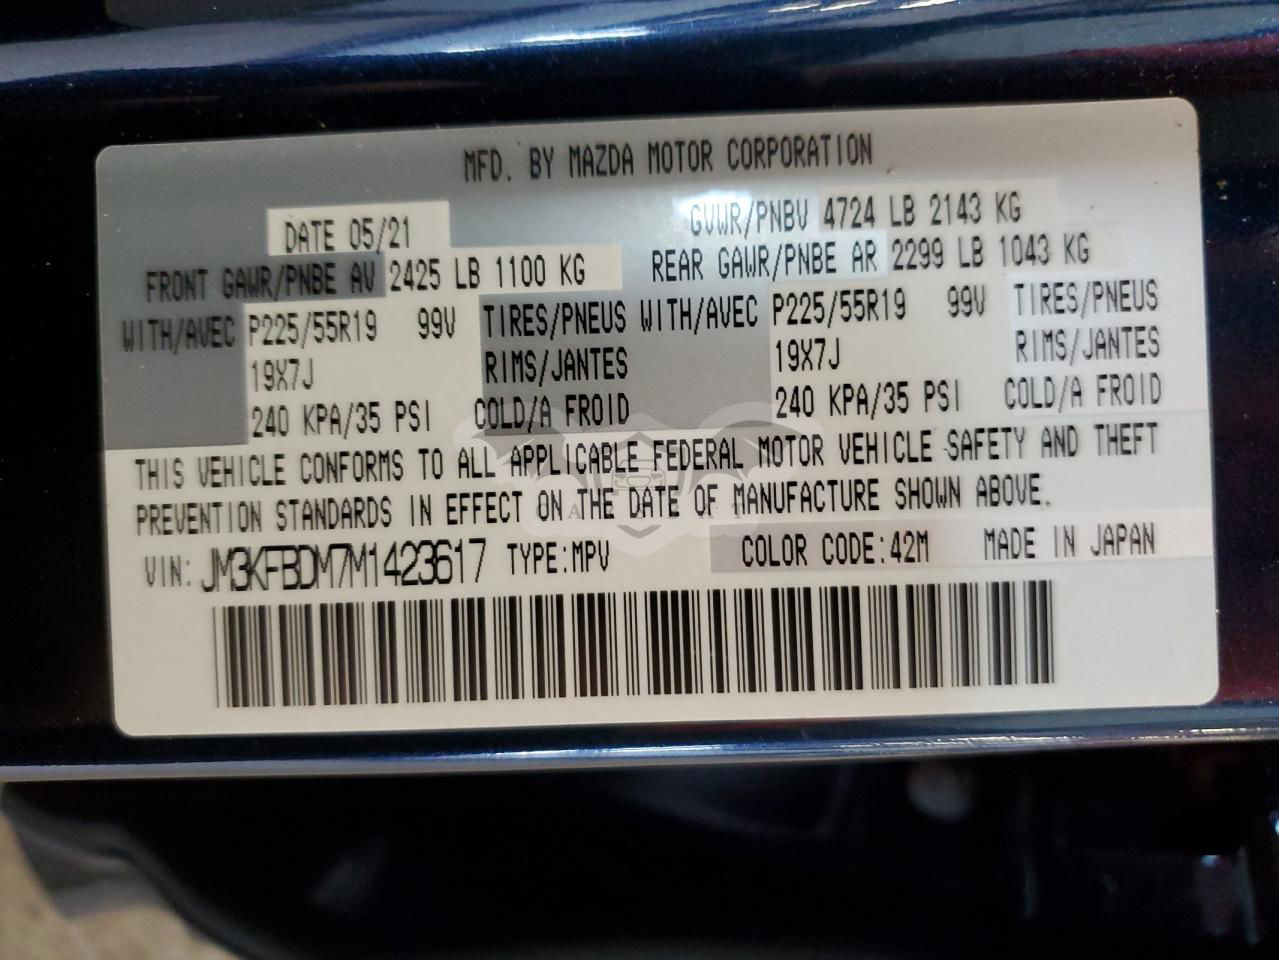 MFD. BY MAZDA MOTOR CORPORATION
DATE 05/21 GVWR/PNBV 4724 LB 2143 KG
FRONT GAWR/PNBE AV 2425 LB 1100 KG REAR GAWR/PNBE AR 2299 LB 1043 KG
WITH/AVEC P225/55R19 99V TIRES/PNEUS WITH/AVEC P225/55R19 99V TIRES/PNEUS
19X7J RIMS/JANTES 19X7J RIMS/JANTES
240 KPA/35 PSI COLD/A FROID 240 KPA/35 PSI COLD/A FROID
THIS VEHICLE CONFORMS TO ALL APPLICABLE FEDERAL MOTOR VEHICLE SAFETY AND THEFT
PREVENTION STANDARDS IN EFFECT ON THE DATE OF MANUFACTURE SHOWN ABOVE.
VIN: JM3KFBDM7M1423617 TYPE:MPV COLOR CODE:42M MADE IN JAPAN